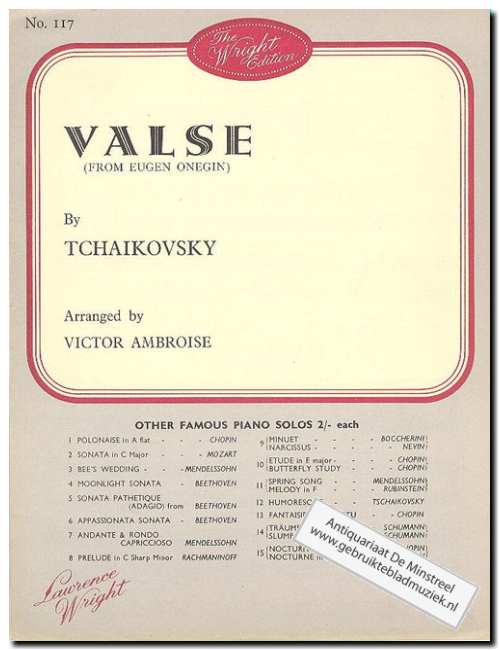 No. 117
The
Wright
Edition
VALSE
(FROM EUGEN ONEGIN)
By
TCHAIKOVSKY
Arranged by
VICTOR AMBROISE
OTHER FAMOUS PIANO SOLOS 2/- each
1 POLONAISE in A flat - - - CHOPIN
2 SONATA in C Major - - MOZART
3 BEE'S WEDDING - - - MENDELSSOHN
4 MOONLIGHT SONATA - BEETHOVEN
5 SONATA PATHETIQUE
(ADAGIO) from BEETHOVEN
6 APPASSIONATA SONATA - BEETHOVEN
7 ANDANTE & RONDO
CAPRICCIOSO MENDELSSOHN
8 PRELUDE in C Sharp Minor RACHMANINOFF
9 MINUET - - - BOCCHERINI
NARCISSUS - - - NEVIN
10 ETUDE in E major - - - CHOPIN
BUTTERFLY STUDY - - CHOPIN
11 SPRING SONG - MENDELSSOHN
MELODY in F - RUBINSTEIN
12 HUMORESQUE TSCHAIKOVSKY
13 - CHOPIN
14 SCHUMANN
SCHUMANN
15
NOCTURNE
Lawrence
Wright
Antiquariaat De Minstreel
www.gebruiktebladmuziek.nl